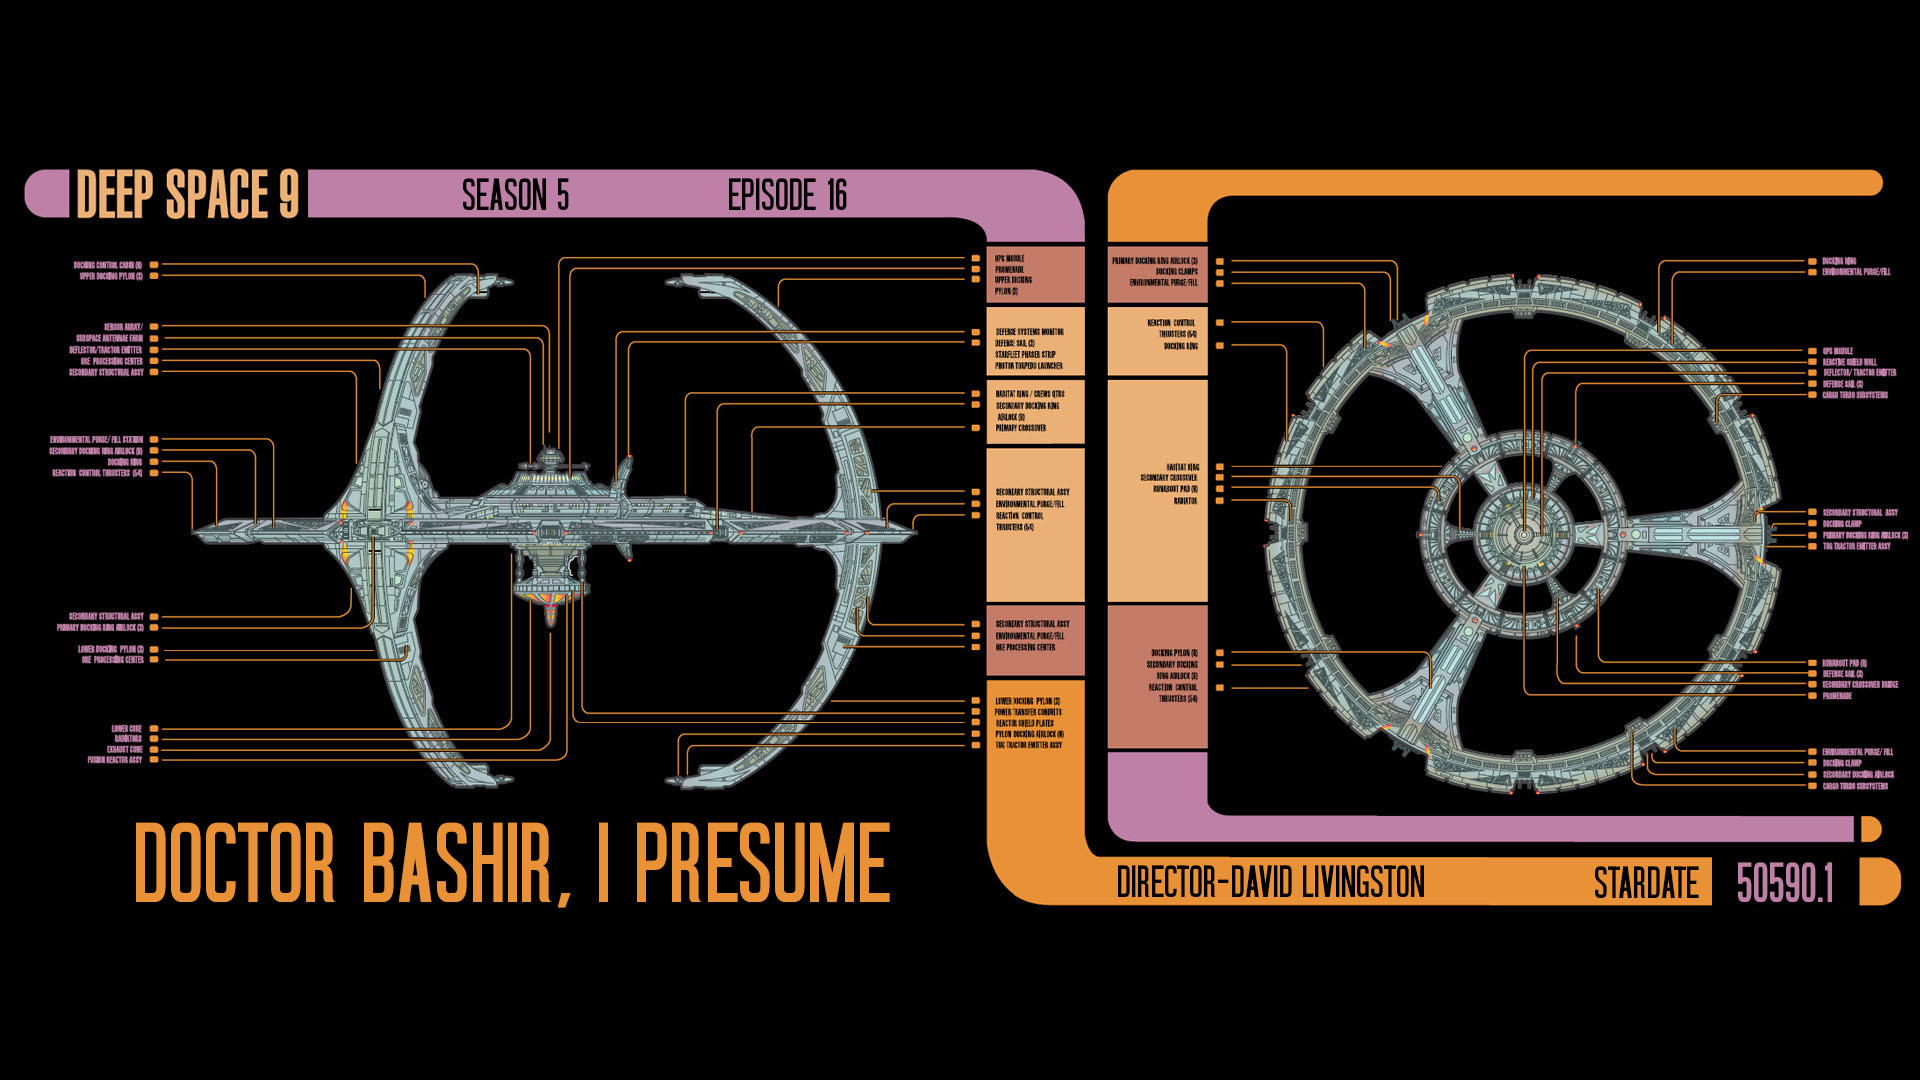 DEEP SPACE 9
SEASON 5
EPISODE 16
DOCKING CONTROL CABIN (6)
UPPER DOCKING PYLON (3)
SENSOR ARRAY/
SUBSPACE ANTENNAE FARM
DEFLECTOR/TRACTOR EMITTER
ORE PROCESSING CENTER
SECONDARY STRUCTURAL ASSY
ENVIRONMENTAL PURGE/ FILL STATION
SECONDARY DOCKING RING AIRLOCK (9)
DOCKING RING
REACTION CONTROL THRUSTERS (54)
SECONDARY STRUCTURAL ASSY
PRIMARY DOCKING RING AIRLOCK (3)
LOWER DOCKING PYLON (3)
ORE PROCESSING CENTER
LOWER CORE
RADIATORS
EXHAUST CONE
FUSION REACTOR ASSY
OPS MODULE
PROMENADE
UPPER DOCKING
PYLON (3)
DEFENSE SYSTEMS MONITOR
DEFENSE SAIL (3)
STARFLEET PHASER STRIP
PHOTON TORPEDO LAUNCHER
HABITAT RING / CREWS QTRS
SECONDARY DOCKING RING
AIRLOCK (9)
PRIMARY CROSSOVER
SECONDARY STRUCTURAL ASSY
ENVIRONMENTAL PURGE/FILL
REACTION CONTROL
THRUSTERS (54)
SECONDARY STRUCTURAL ASSY
ENVIRONMENTAL PURGE/FILL
ORE PROCESSING CENTER
LOWER DOCKING PYLON (3)
POWER TRANSFER CONDUITS
REACTOR SHIELD PLATES
PYLON DOCKING AIRLOCK (6)
TUG TRACTOR EMITTER ASSY
PRIMARY DOCKING RING AIRLOCK (3)
DOCKING CLAMPS
ENVIRONMENTAL PURGE/FILL
REACTION CONTROL
THRUSTERS (54)
DOCKING RING
HABITAT RING
SECONDARY CROSSOVER
RUNABOUT PAD (6)
RADIATOR
DOCKING PYLON (6)
SECONDARY DOCKING
RING AIRLOCK (9)
REACTION CONTROL
THRUSTERS (54)
DOCKING RING
ENVIRONMENTAL PURGE/FILL
OPS MODULE
REACTIVE SHIELD WALL
DEFLECTOR/ TRACTOR EMITTER
DEFENSE SAIL (3)
CARGO TURBO SUBSYSTEMS
SECONDARY STRUCTURAL ASSY
DOCKING CLAMP
PRIMARY DOCKING RING AIRLOCK (3)
TUG TRACTOR EMITTER ASSY
RUNABOUT PAD (6)
DEFENSE SAIL (3)
SECONDARY CROSSOVER BRIDGE
PROMENADE
ENVIRONMENTAL PURGE/ FILL
DOCKING CLAMP
SECONDARY DOCKING AIRLOCK
CARGO TURBO SUBSYSTEMS
DOCTOR BASHIR, I PRESUME
DIRECTOR-DAVID LIVINGSTON
STARDATE
50590.1